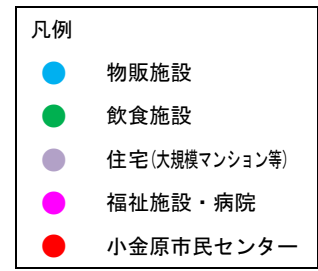 凡例
物販施設
飲食施設
住宅(大規模マンション等)
福祉施設・病院
小金原市民センター